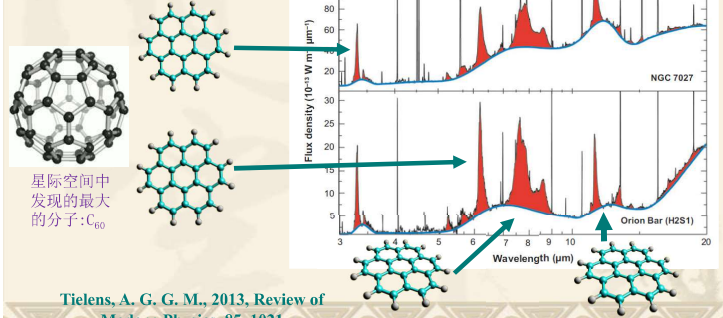 80
60
40
20
Flux density (10⁻¹⁵ W m⁻² μm⁻¹)
NGC 7027
30
25
20
15
10
5
Orion Bar (H2S1)
3 4 5 6 7 8 9 10 20
Wavelength (μm)
星际空间中
发现的最大
的分子:C₆₀
Tielens, A. G. G. M., 2013, Review of